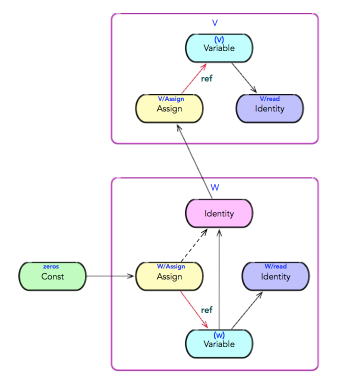 V
(V)
Variable
ref
V/Assign
Assign
V/read
Identity
W
Identity
zeros
Const
W/Assign
Assign
W/read
Identity
ref
(w)
Variable